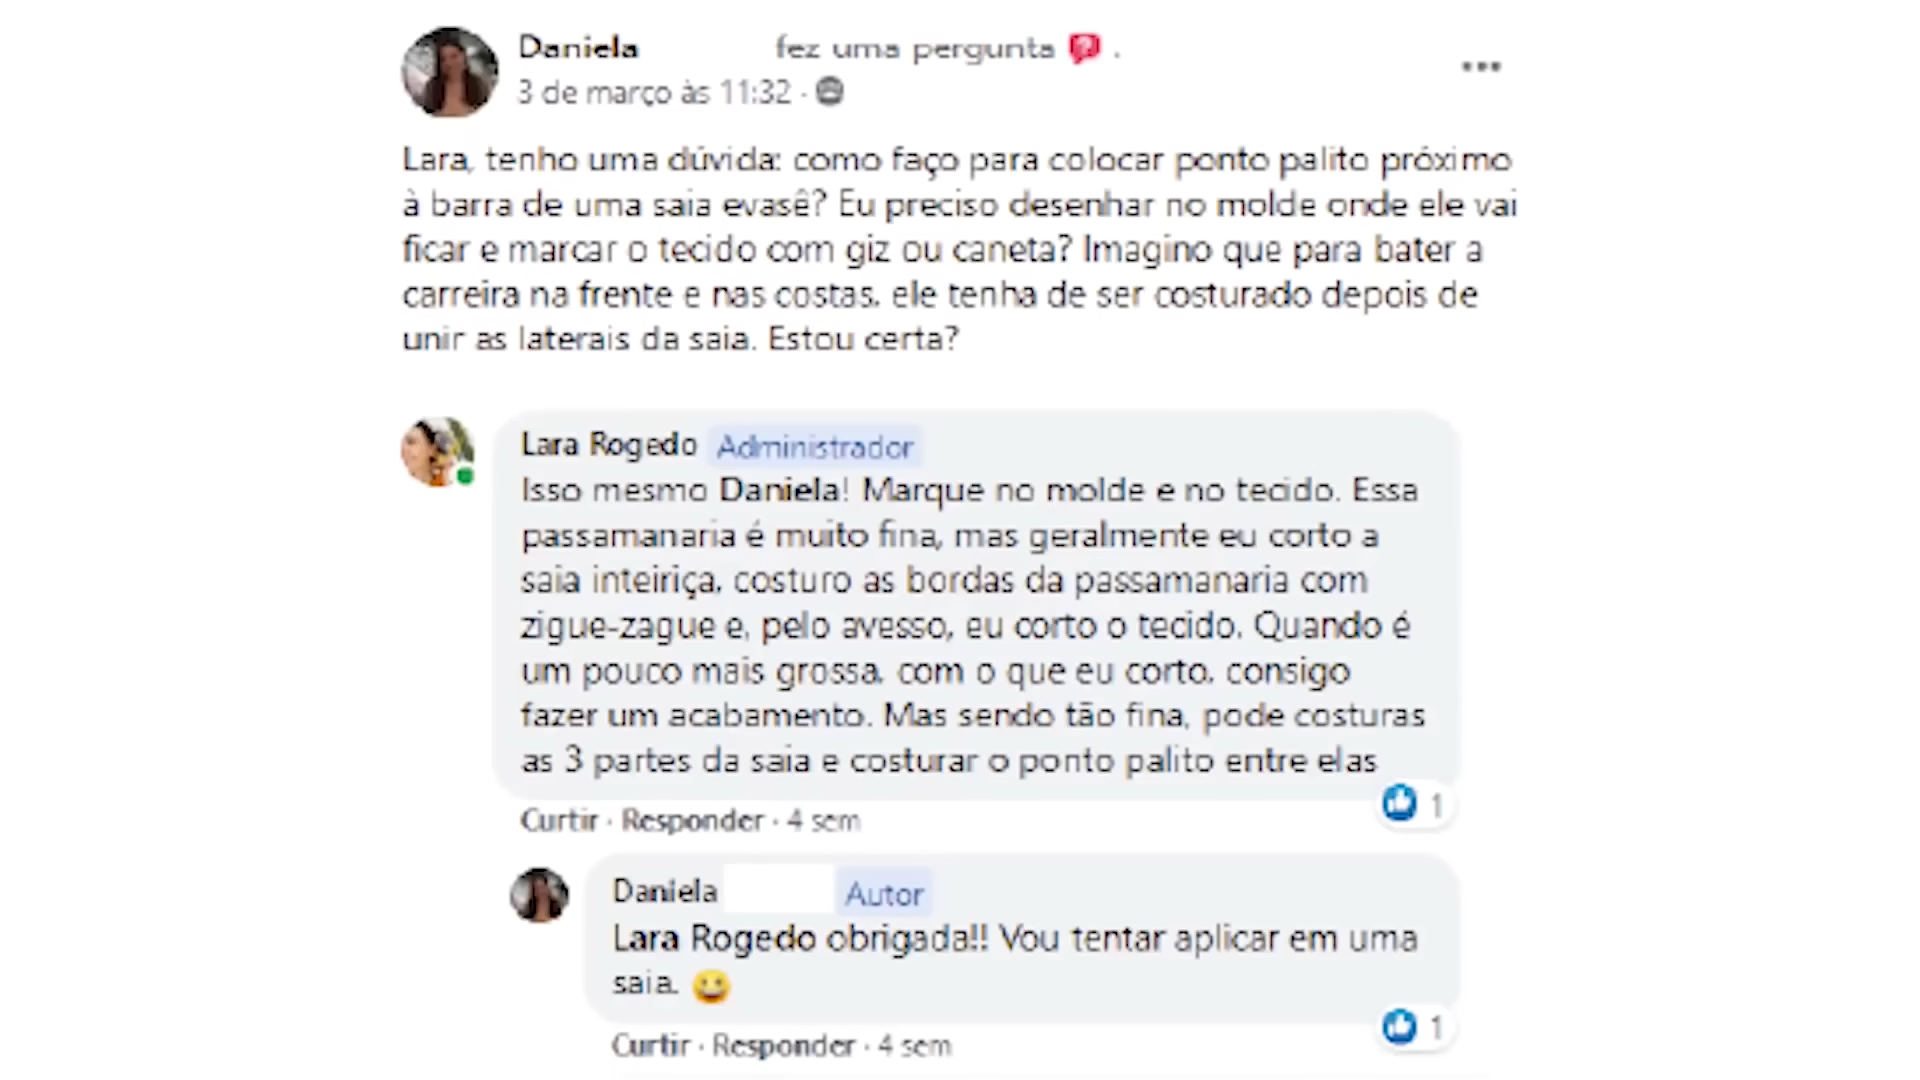 Daniela fez uma pergunta .
3 de março às 11:32 ·
Lara, tenho uma dúvida: como faço para colocar ponto palito próximo
à barra de uma saia evasê? Eu preciso desenhar no molde onde ele vai
ficar e marcar o tecido com giz ou caneta? Imagino que para bater a
carreira na frente e nas costas, ele tenha de ser costurado depois de
unir as laterais da saia. Estou certa?
Lara Rogedo Administrador
Isso mesmo Daniela! Marque no molde e no tecido. Essa
passamanaria é muito fina, mas geralmente eu corto a
saia inteiriça, costuro as bordas da passamanaria com
zigue-zague e, pelo avesso, eu corto o tecido. Quando é
um pouco mais grossa, com o que eu corto, consigo
fazer um acabamento. Mas sendo tão fina, pode costuras
as 3 partes da saia e costurar o ponto palito entre elas
1
Curtir · Responder · 4 sem
Daniela Autor
Lara Rogedo obrigada!! Vou tentar aplicar em uma
saia. 😀
1
Curtir · Responder · 4 sem